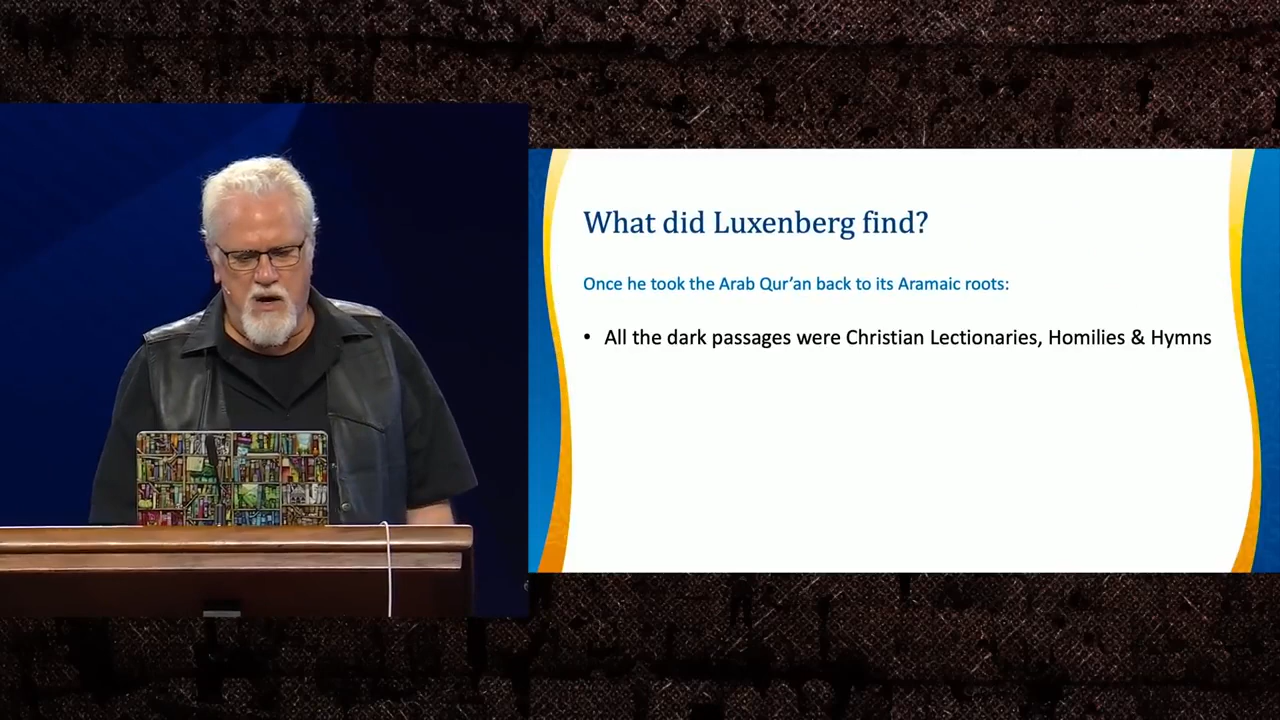 What did Luxenberg find?
Once he took the Arab Qur’an back to its Aramaic roots:
• All the dark passages were Christian Lectionaries, Homilies & Hymns